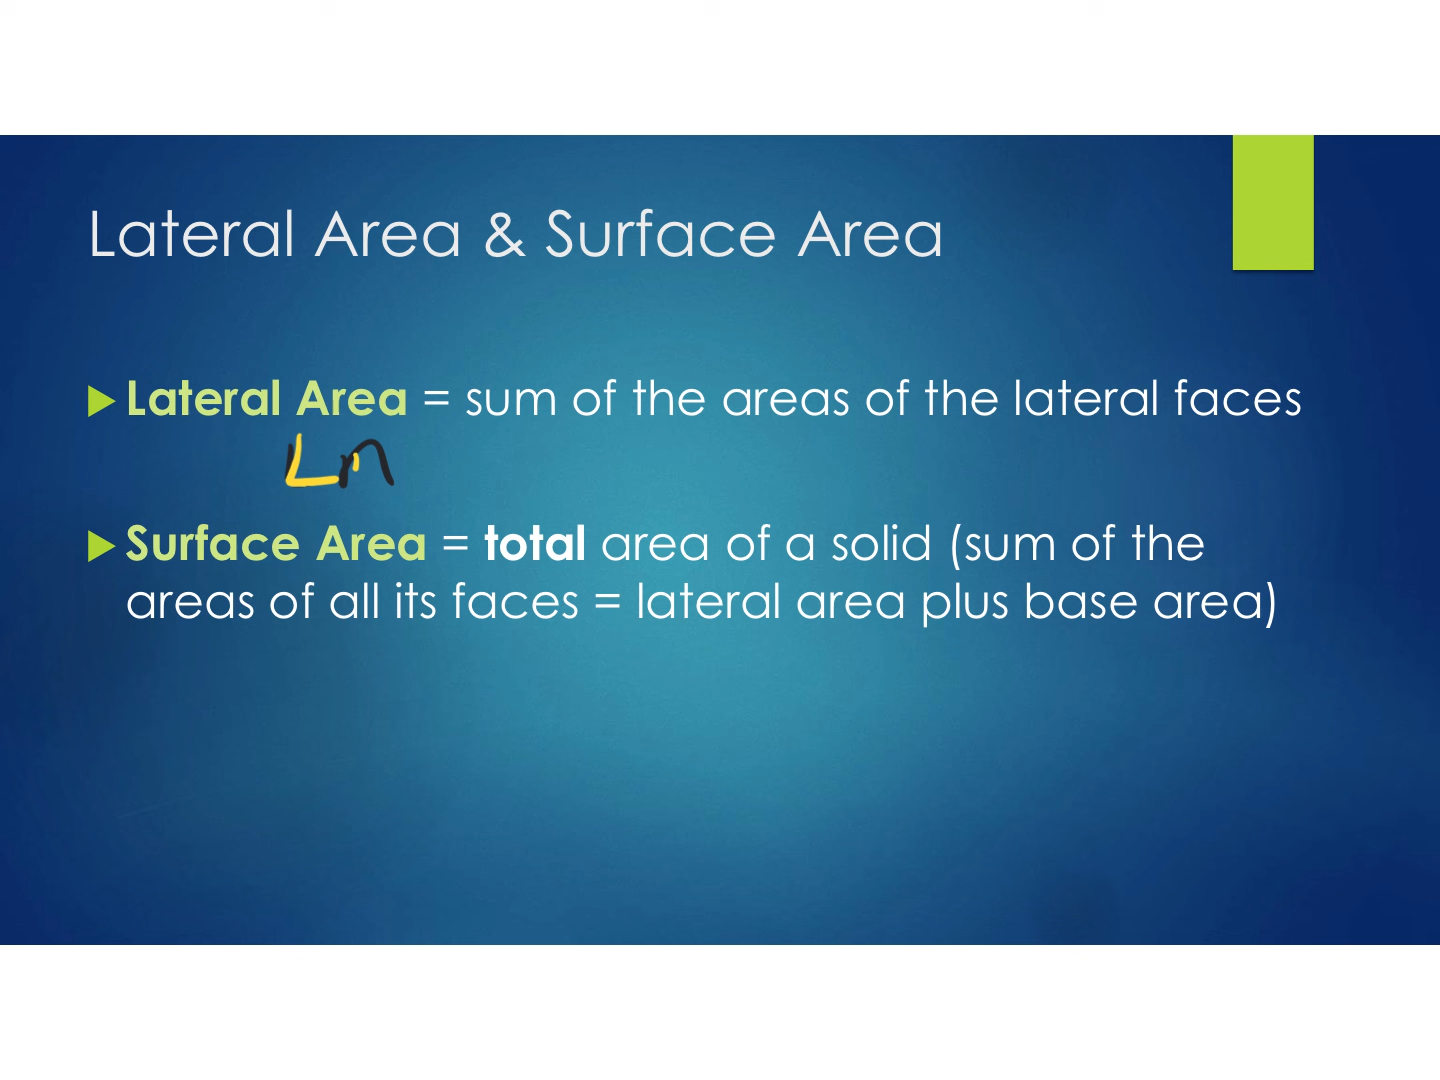 Lateral Area & Surface Area
Lateral Area = sum of the areas of the lateral faces
Surface Area = total area of a solid (sum of the
areas of all its faces = lateral area plus base area)